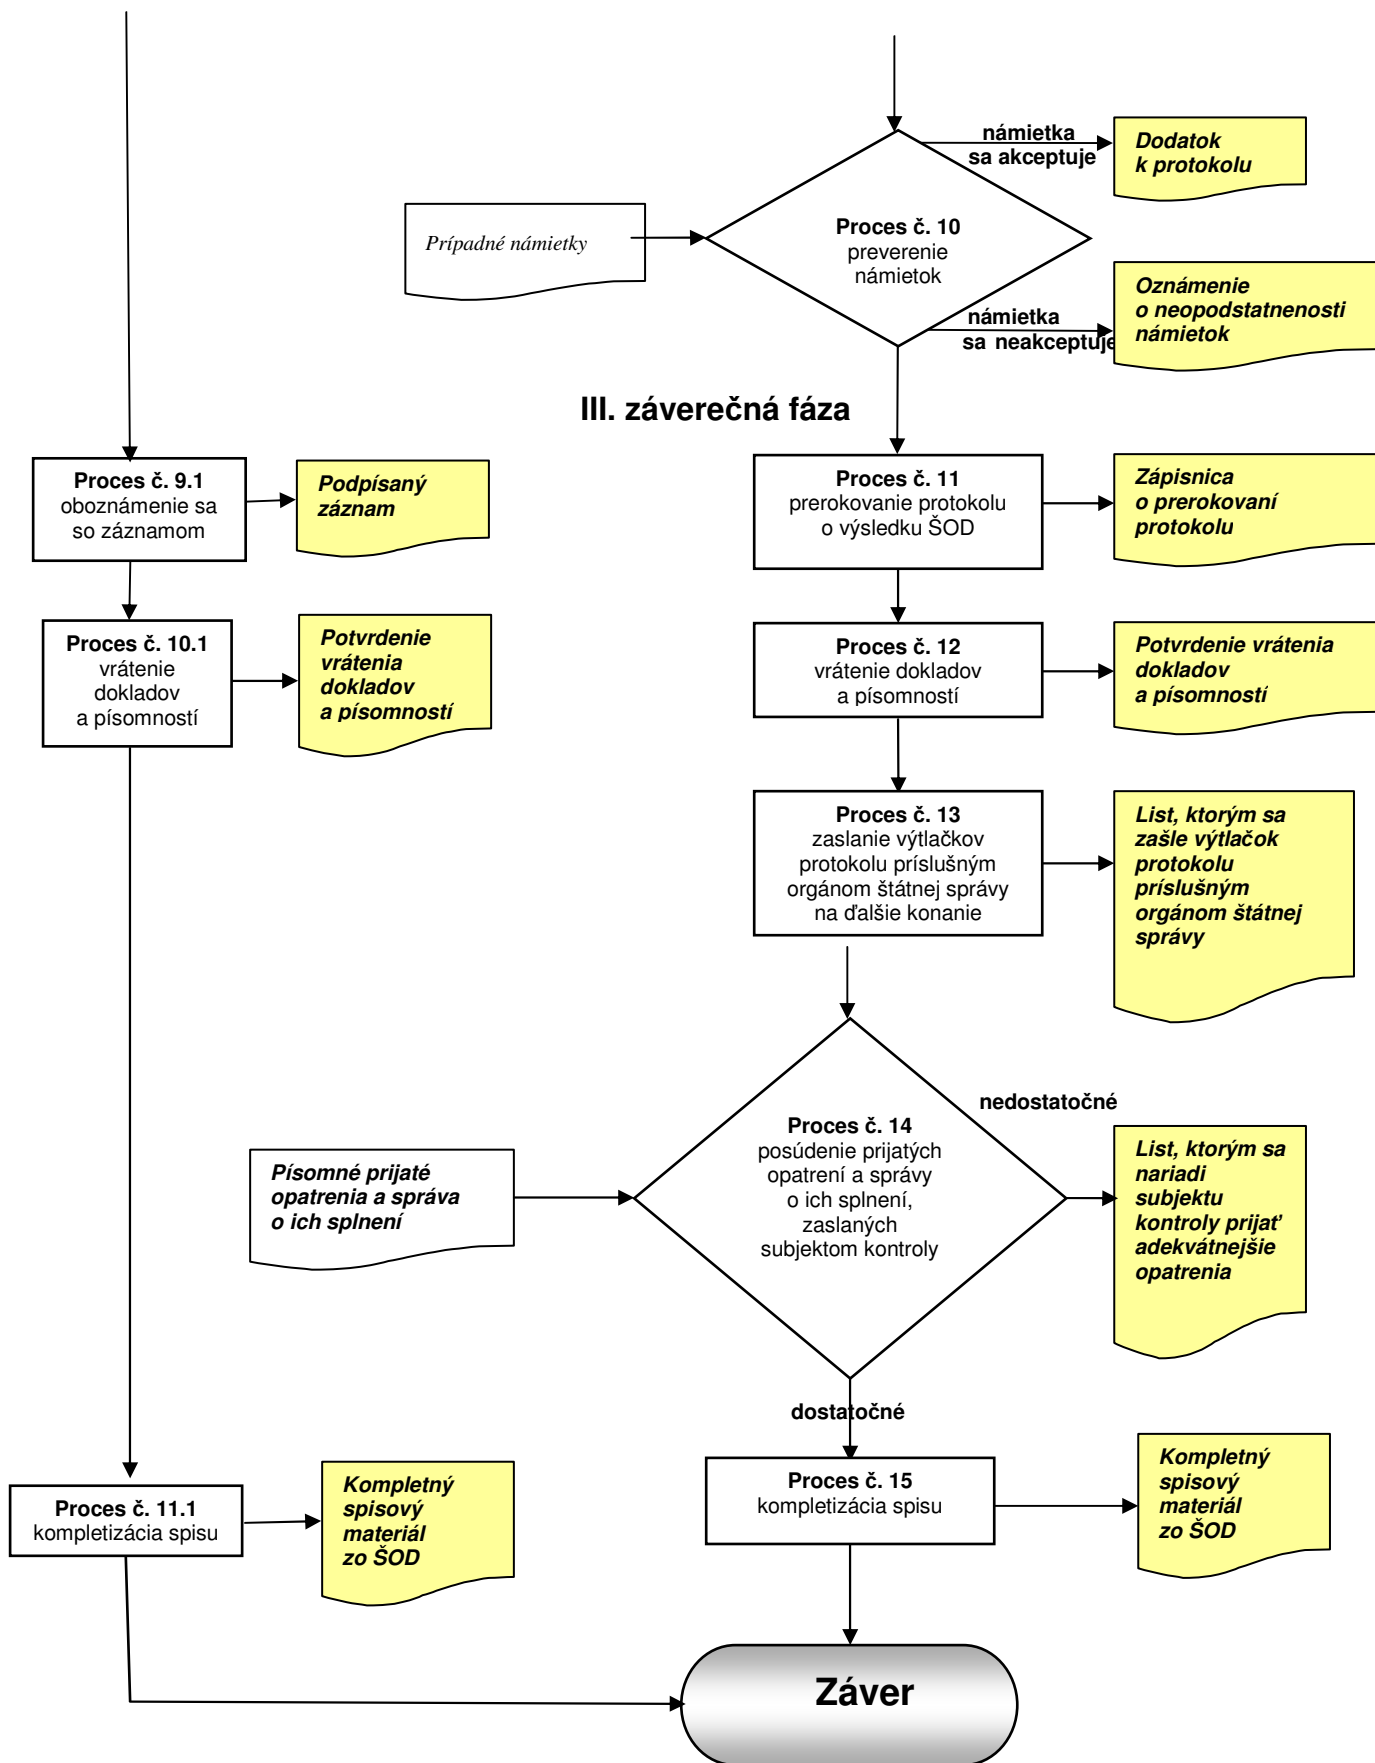 námietka
sa akceptuje
Dodatok
k protokolu
Prípadné námietky
Proces č. 10
preverenie
námietok
námietka
sa neakceptuje
Oznámenie
o neopodstatnenosti
námietok
III. záverečná fáza
Proces č. 9.1
oboznámenie sa
so záznamom
Podpísaný
záznam
Proces č. 11
prerokovanie protokolu
o výsledku ŠOD
Zápisnica
o prerokovaní
protokolu
Proces č. 10.1
vrátenie
dokladov
a písomností
Potvrdenie
vrátenia
dokladov
a písomností
Proces č. 12
vrátenie dokladov
a písomností
Potvrdenie vrátenia
dokladov
a písomností
Proces č. 13
zaslanie výtlačkov
protokolu príslušným
orgánom štátnej správy
na ďalšie konanie
List, ktorým sa
zašle výtlačok
protokolu
príslušným
orgánom štátnej
správy
nedostatočné
Písomné prijaté
opatrenia a správa
o ich splnení
Proces č. 14
posúdenie prijatých
opatrení a správy
o ich splnení,
zaslaných
subjektom kontroly
List, ktorým sa
nariadi
subjektu
kontroly prijať
adekvátnejšie
opatrenia
dostatočné
Proces č. 11.1
kompletizácia spisu
Kompletný
spisový
materiál
zo ŠOD
Proces č. 15
kompletizácia spisu
Kompletný
spisový
materiál
zo ŠOD
Záver